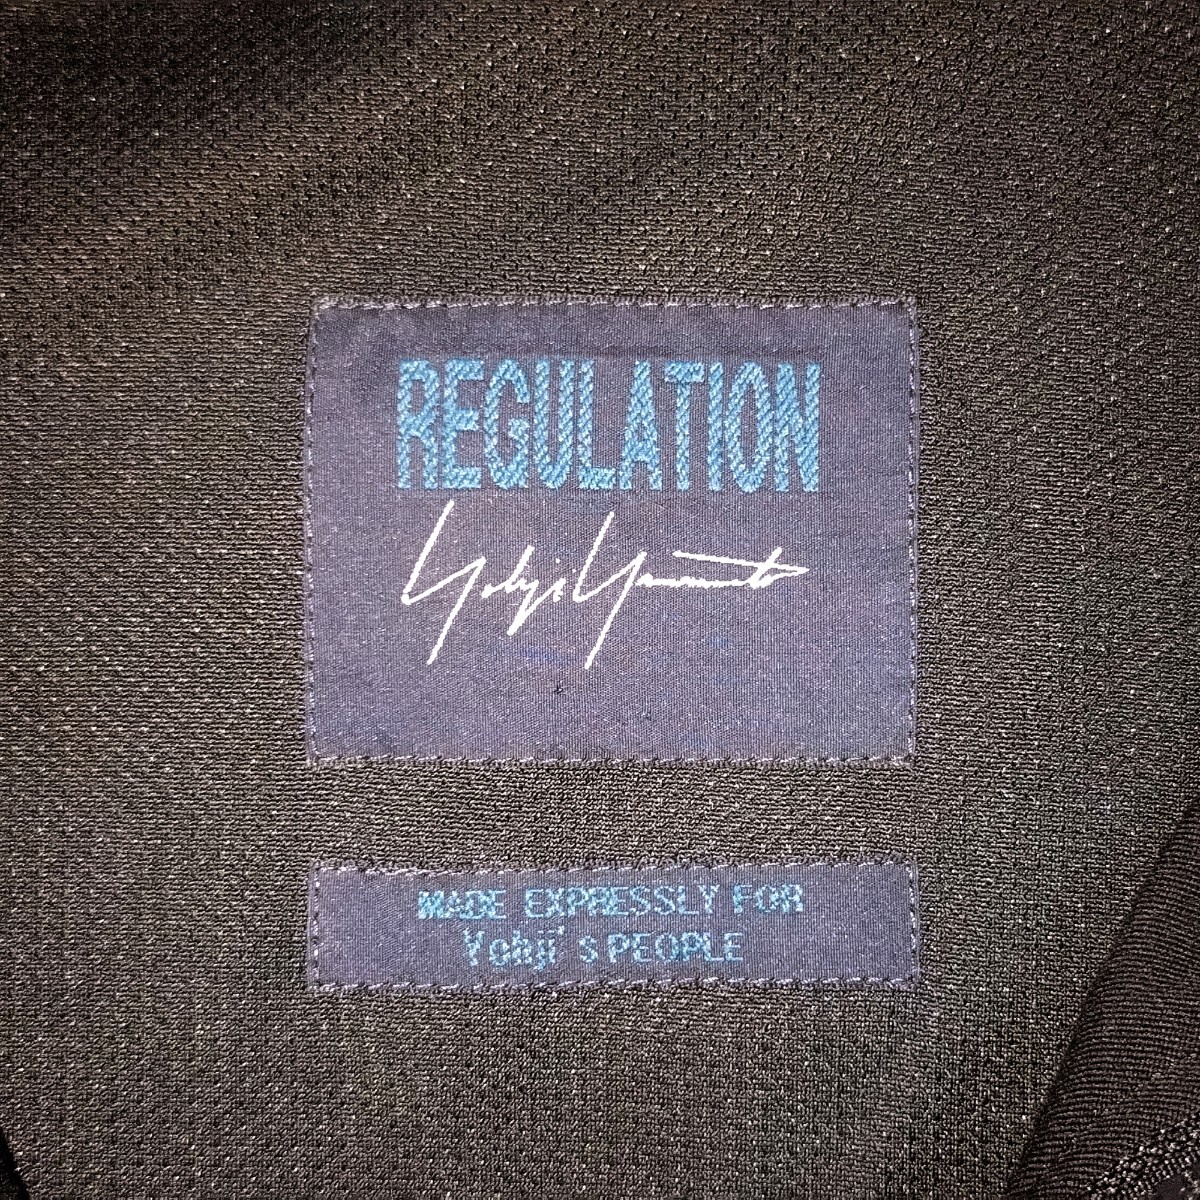 REGULATION
Yohji Yamamoto
MADE EXPRESSLY FOR
Yohji's PEOPLE